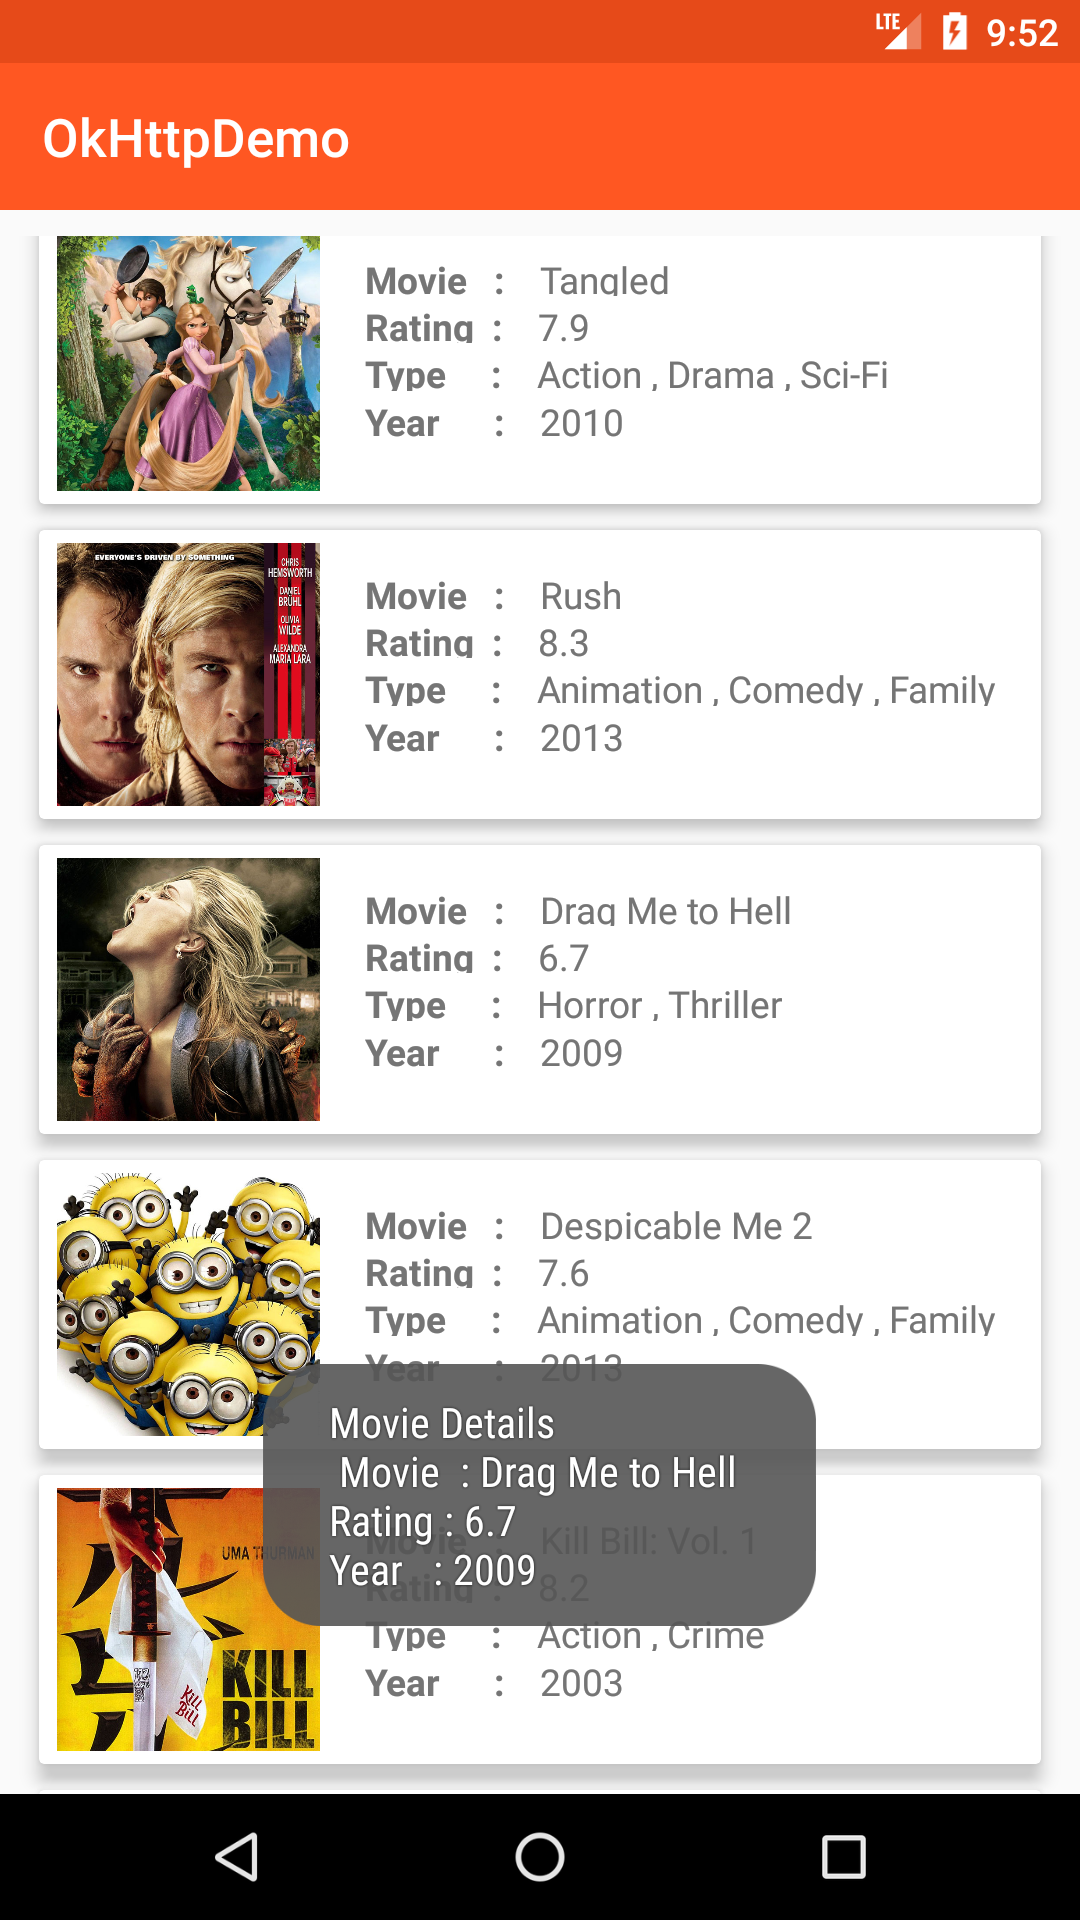 LTE 9:52
OkHttpDemo
Movie : Tangled
Rating : 7.9
Type : Action , Drama , Sci-Fi
Year : 2010
EVERYONE'S DRIVEN BY SOMETHING
CHRIS
HEMSWORTH
DANIEL
BRUHL
OLIVIA
WILDE
ALEXANDRA
MARIA LARA
Movie : Rush
Rating : 8.3
Type : Animation , Comedy , Family
Year : 2013
Movie : Drag Me to Hell
Rating : 6.7
Type : Horror , Thriller
Year : 2009
Movie : Despicable Me 2
Rating : 7.6
Type : Animation , Comedy , Family
Year : 2013
Movie Details
Movie : Drag Me to Hell
Rating : 6.7
Year : 2009
UMA THURMAN
Kill
Bill
KILL
BILL
Movie : Kill Bill: Vol. 1
Rating : 8.2
Type : Action , Crime
Year : 2003